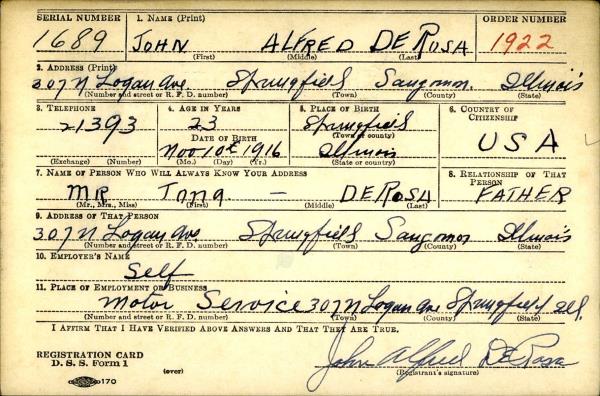 SERIAL NUMBER 1. NAME (Print) ORDER NUMBER
1689 JOHN ALFRED DE ROSA 1922
(First) (Middle) (Last)
2. ADDRESS (Print)
307 N Logan Ave. Springfield Sangmon. Illinois
(Number and street or R. F. D. number) (Town) (County) (State)
3. TELEPHONE 4. AGE IN YEARS 5. PLACE OF BIRTH 6. COUNTRY OF CITIZENSHIP
21393 23 Springfield USA
DATE OF BIRTH (Town or county)
Nov 10th 1916 Illinois
(Exchange) (Number) (Mo.) (Day) (Yr.) (State or country)
7. NAME OF PERSON WHO WILL ALWAYS KNOW YOUR ADDRESS 8. RELATIONSHIP OF THAT PERSON
MR — DE ROSA FATHER
(Mr., Mrs., Miss) (First) (Middle) (Last)
9. ADDRESS OF THAT PERSON
307 N Logan Ave. Springfield Sangmon Illinois
(Number and street or R. F. D. number) (Town) (County) (State)
10. EMPLOYER'S NAME
Self
11. PLACE OF EMPLOYMENT OR BUSINESS
Motor Service 307 N Logan Ave Springfield Ill.
(Number and street or R. F. D. number) (Town) (County) (State)
I AFFIRM THAT I HAVE VERIFIED ABOVE ANSWERS AND THAT THEY ARE TRUE.
REGISTRATION CARD
D. S. S. Form 1 John Alfred De Rosa
170 (over) (Registrant's signature)